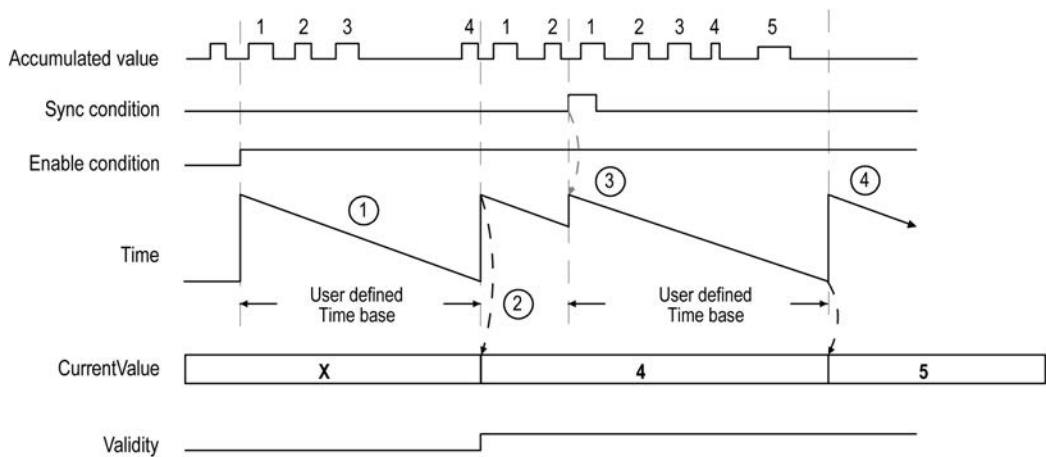 1 2 3 4 1 2 1 2 3 4 5
Accumulated value
Sync condition
Enable condition
1 3 4
Time
User defined
Time base
2
User defined
Time base
CurrentValue X 4 5
Validity